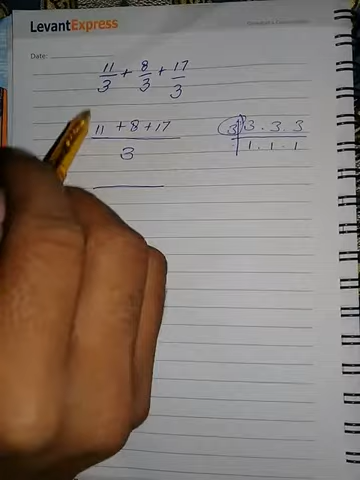 LevantExpress
Date:
11/3 + 8/3 + 17/3
11 + 8 + 17 / 3
3 | 3 . 3 . 3
1 . 1 . 1